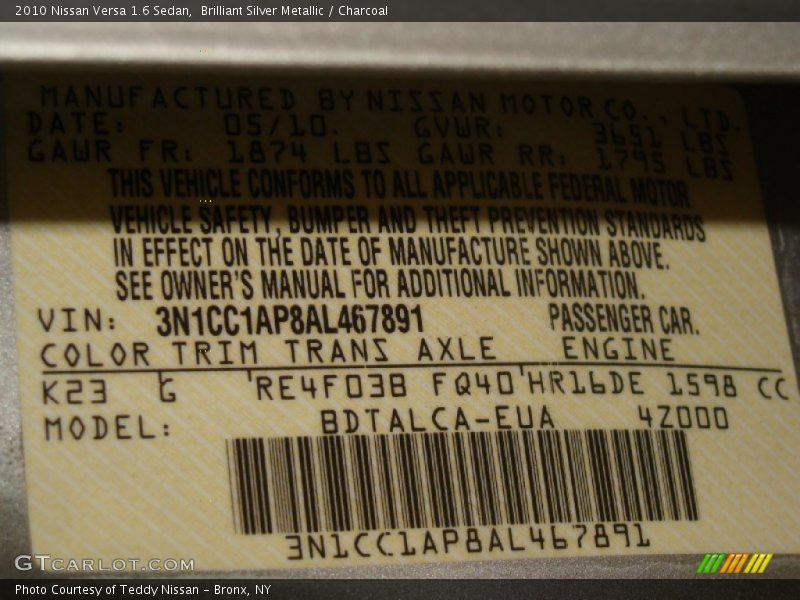 2010 Nissan Versa 1.6 Sedan, Brilliant Silver Metallic / Charcoal
MANUFACTURED BY NISSAN MOTOR CO., LTD.
DATE: 05/10. GVWR: 3651 LBS
GAWR FR: 1874 LBS GAWR RR: 1795 LBS
THIS VEHICLE CONFORMS TO ALL APPLICABLE FEDERAL MOTOR
VEHICLE SAFETY, BUMPER AND THEFT PREVENTION STANDARDS
IN EFFECT ON THE DATE OF MANUFACTURE SHOWN ABOVE.
SEE OWNER'S MANUAL FOR ADDITIONAL INFORMATION.
VIN: 3N1CC1AP8AL467891 PASSENGER CAR.
COLOR TRIM TRANS AXLE ENGINE
K23 G RE4F03B FQ40 HR16DE 1598 CC
MODEL: BDTALCA-EUA 4Z000
3N1CC1AP8AL467891
GTCARLOT.COM
Photo Courtesy of Teddy Nissan - Bronx, NY